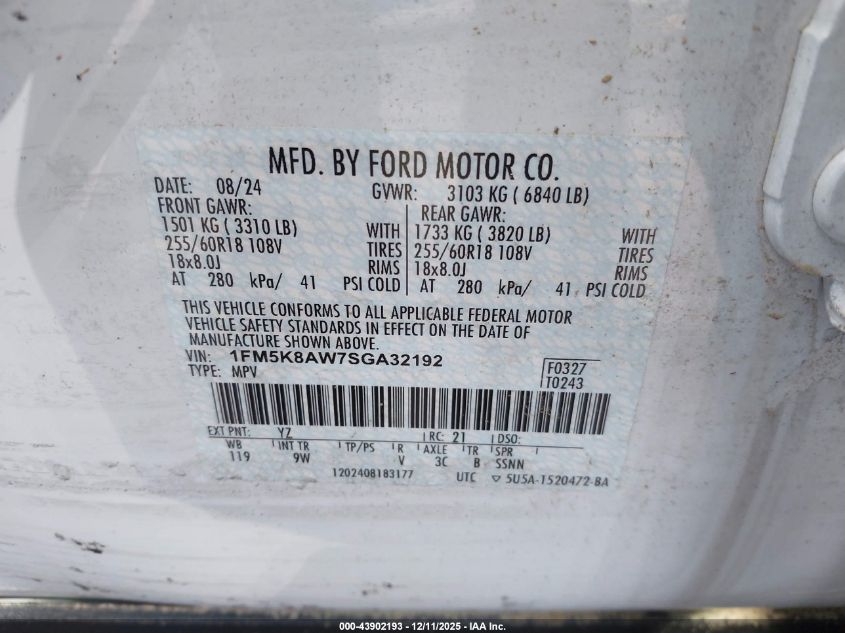 MFD. BY FORD MOTOR CO.
DATE: 08/24 GVWR: 3103 KG ( 6840 LB)
FRONT GAWR: REAR GAWR:
1501 KG ( 3310 LB) WITH 1733 KG ( 3820 LB) WITH
255/60R18 108V TIRES 255/60R18 108V TIRES
18x8.0J RIMS 18x8.0J RIMS
AT 280 kPa/ 41 PSI COLD AT 280 kPa/ 41 PSI COLD
THIS VEHICLE CONFORMS TO ALL APPLICABLE FEDERAL MOTOR
VEHICLE SAFETY STANDARDS IN EFFECT ON THE DATE OF
MANUFACTURE SHOWN ABOVE.
VIN: 1FM5K8AW7SGA32192 F0327
TYPE: MPV T0243
EXT PNT: YZ RC: 21 DSO:
WB INT TR TP/PS R AXLE TR SPR
119 9W V 3C B SSNN
1202408183177 UTC ▽ 5U5A-1520472-BA
000-43902193 - 12/11/2025 - IAA Inc.